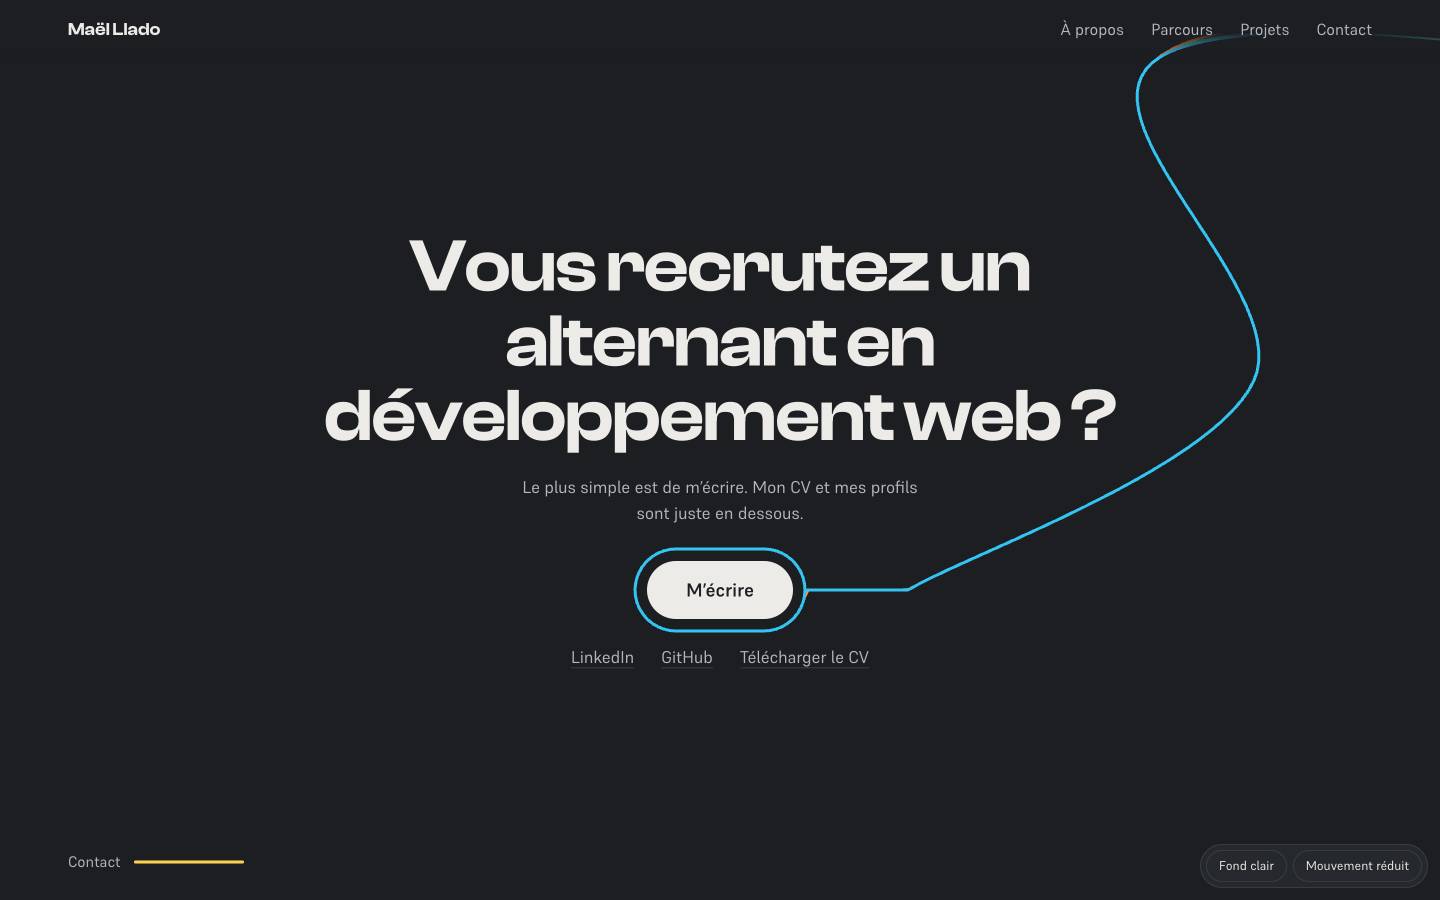 Maël Llado
À propos
Parcours
Projets
Contact
Vous recrutez un
alternant en
développement web ?
Le plus simple est de m’écrire. Mon CV et mes profils
sont juste en dessous.
M’écrire
LinkedIn
GitHub
Télécharger le CV
Contact
Fond clair
Mouvement réduit